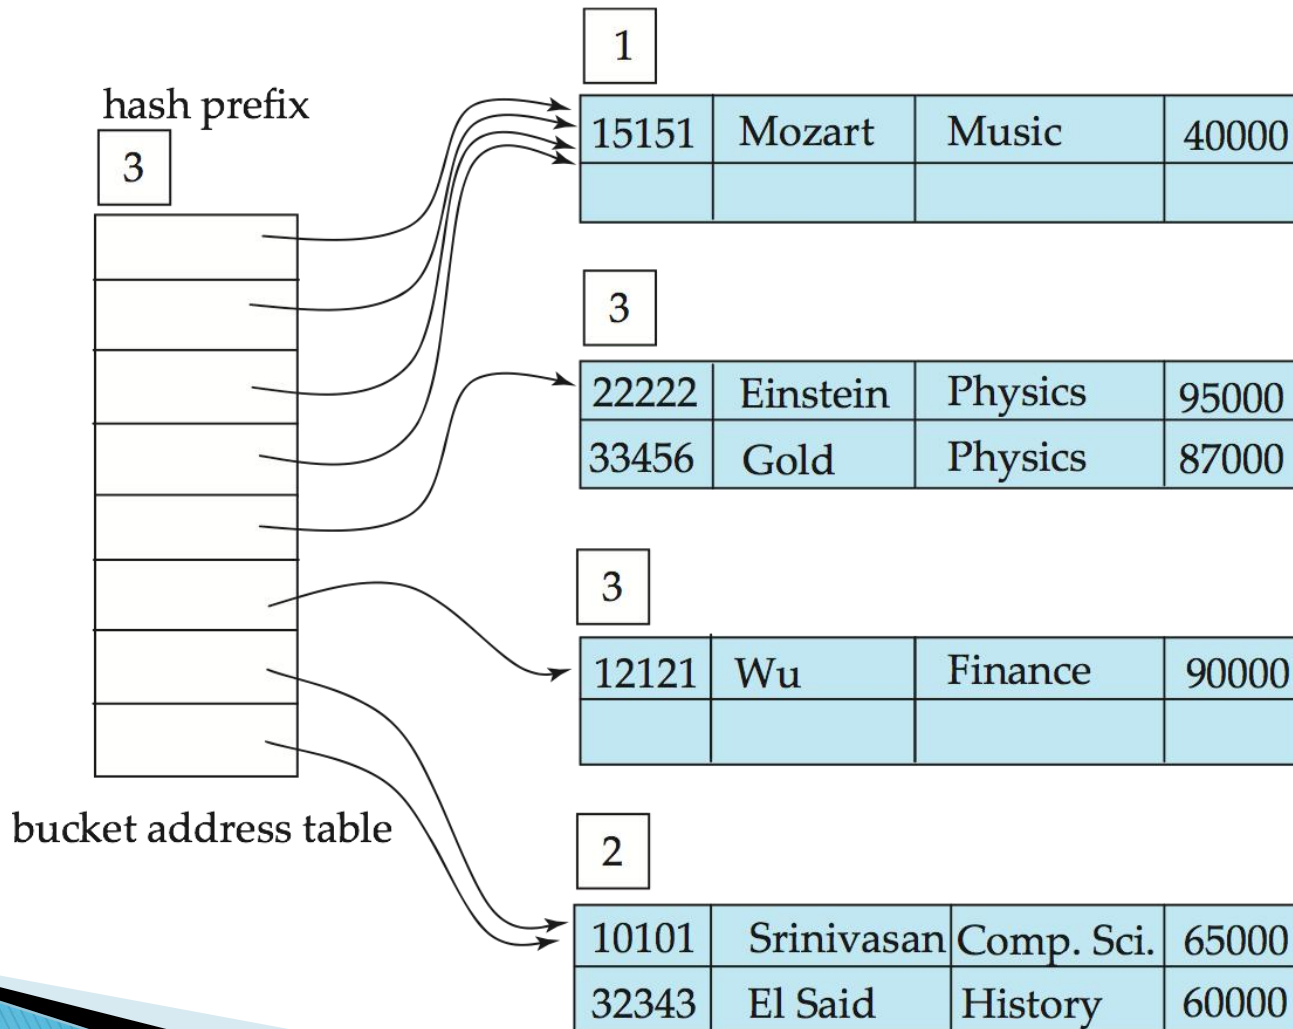 hash prefix
3
bucket address table
1
15151 Mozart Music 40000
3
22222 Einstein Physics 95000
33456 Gold Physics 87000
3
12121 Wu Finance 90000
2
10101 Srinivasan Comp. Sci. 65000
32343 El Said History 60000